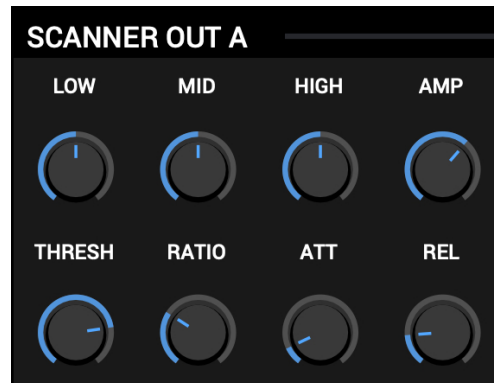 SCANNER OUT A
LOW MID HIGH AMP
THRESH RATIO ATT REL